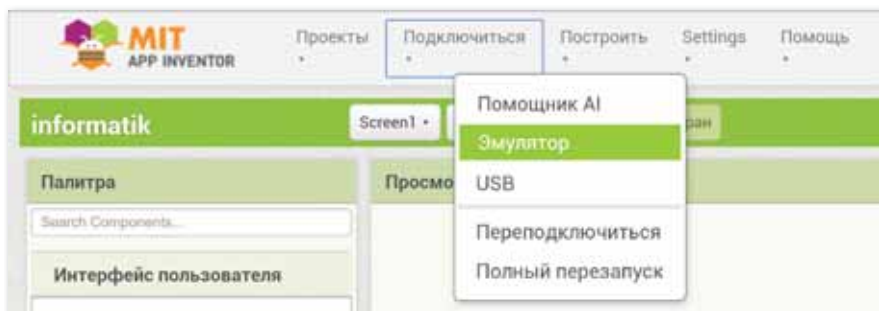 MIT
APP INVENTOR
Проекты
Подключиться
Построить
Settings
Помощь
informatik
Screen1
ран
Помощник AI
Эмулятор
USB
Переподключиться
Полный перезапуск
Палитра
Просмо
Search Components...
Интерфейс пользователя